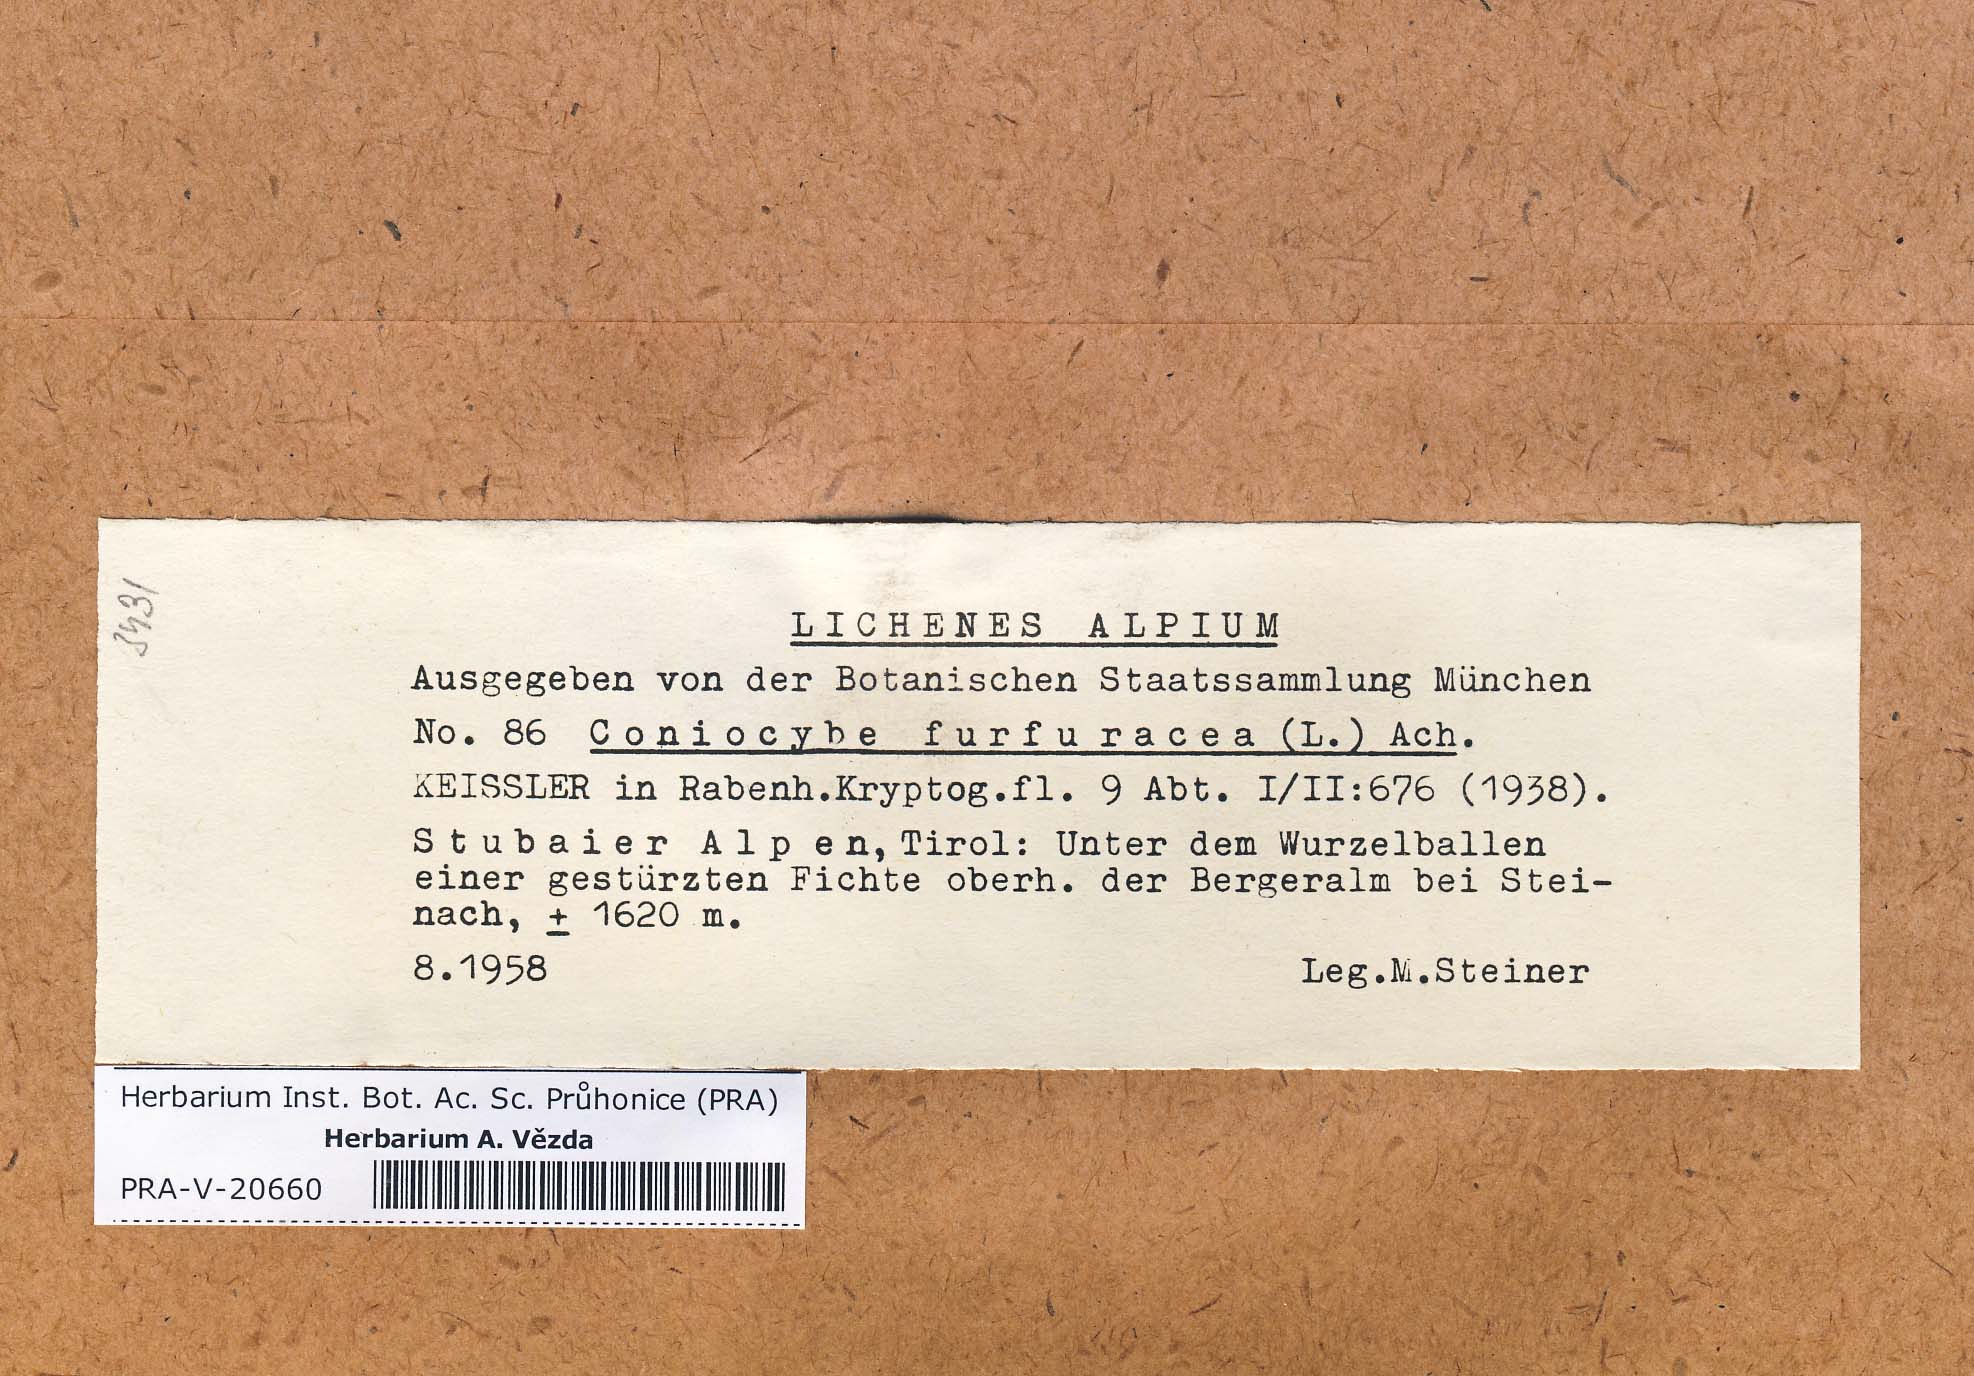 3431
LICHENES ALPIUM
Ausgegeben von der Botanischen Staatssammlung München
No. 86 Coniocybe furfuracea (L.) Ach.
KEISSLER in Rabenh.Kryptog.fl. 9 Abt. I/II:676 (1938).
Stubaier Alpen, Tirol: Unter dem Wurzelballen
einer gestürzten Fichte oberh. der Bergeralm bei Stei-
nach, ± 1620 m.
8.1958 Leg.M.Steiner
Herbarium Inst. Bot. Ac. Sc. Průhonice (PRA)
Herbarium A. Vězda
PRA-V-20660